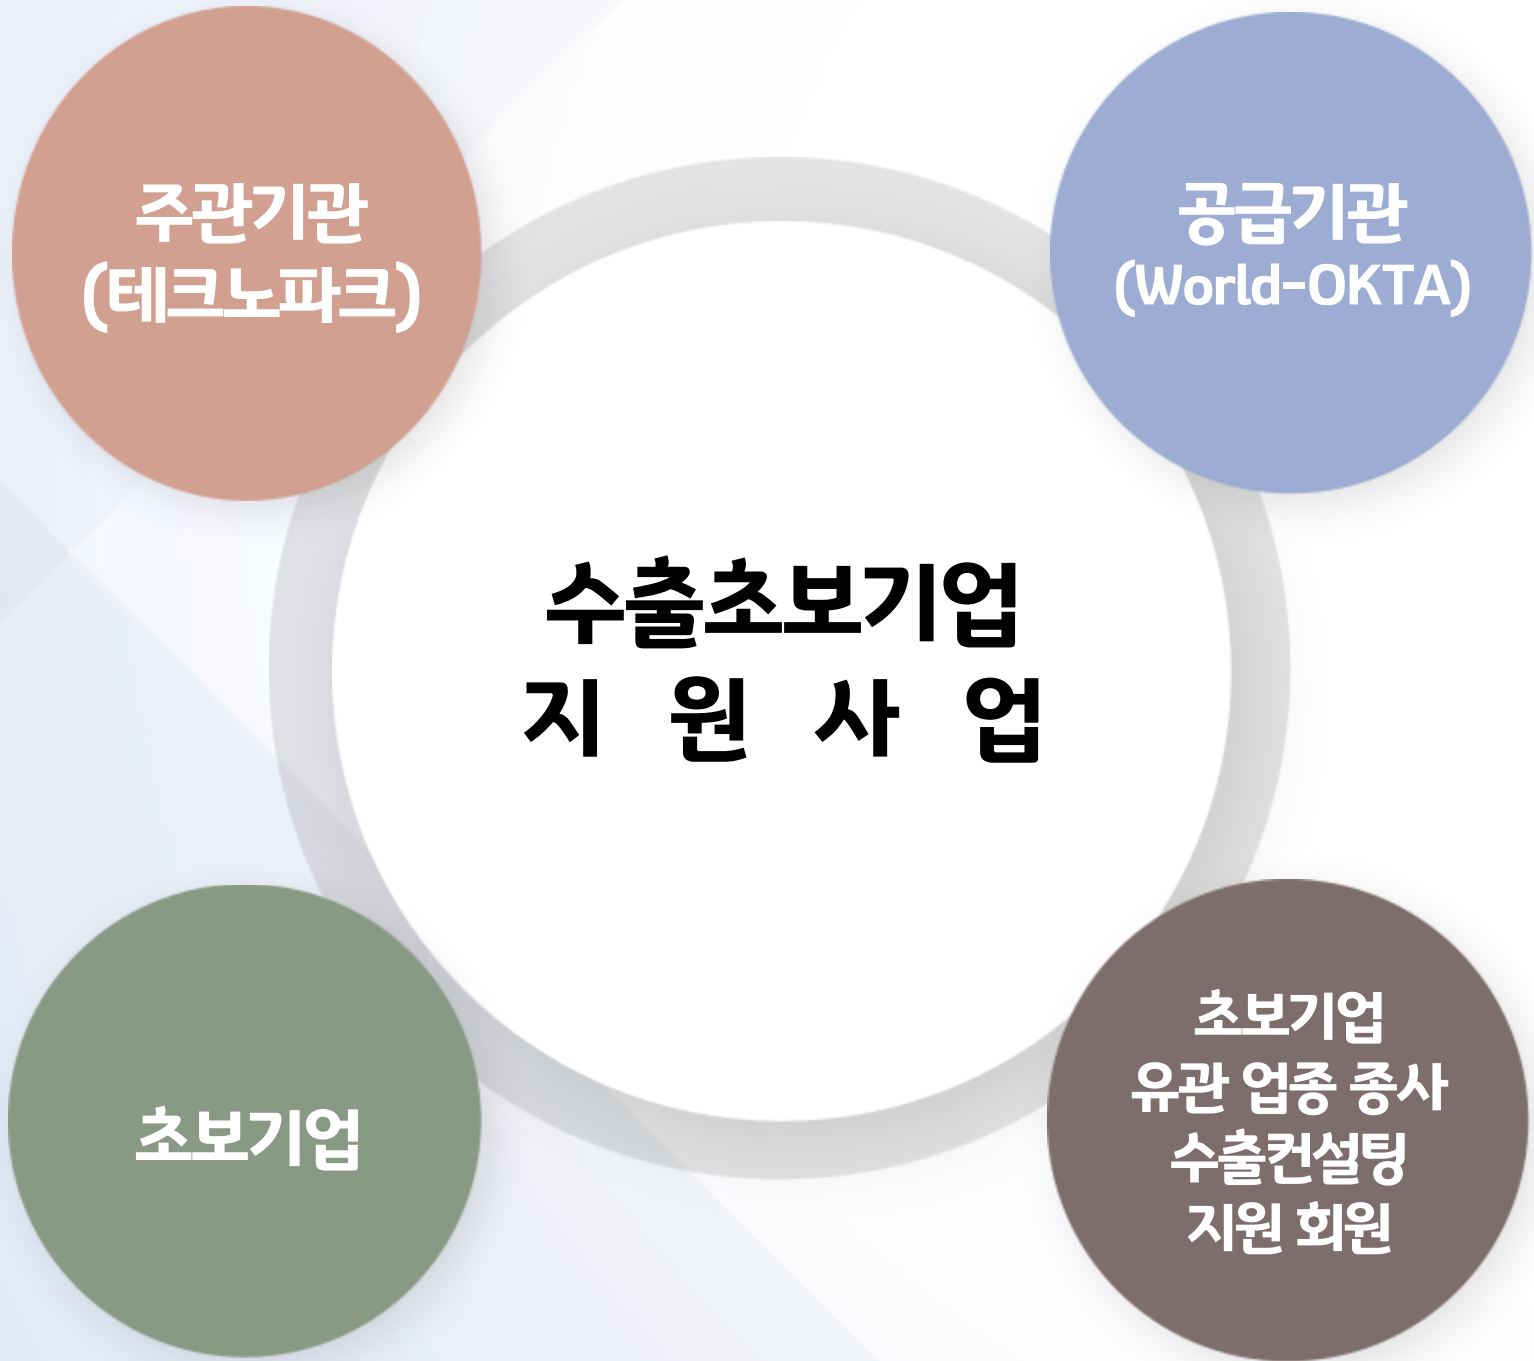 주관기관
(테크노파크)
공급기관
(World-OKTA)
수출초보기업
지 원 사 업
초보기업
초보기업
유관 업종 종사
수출컨설팅
지원 회원